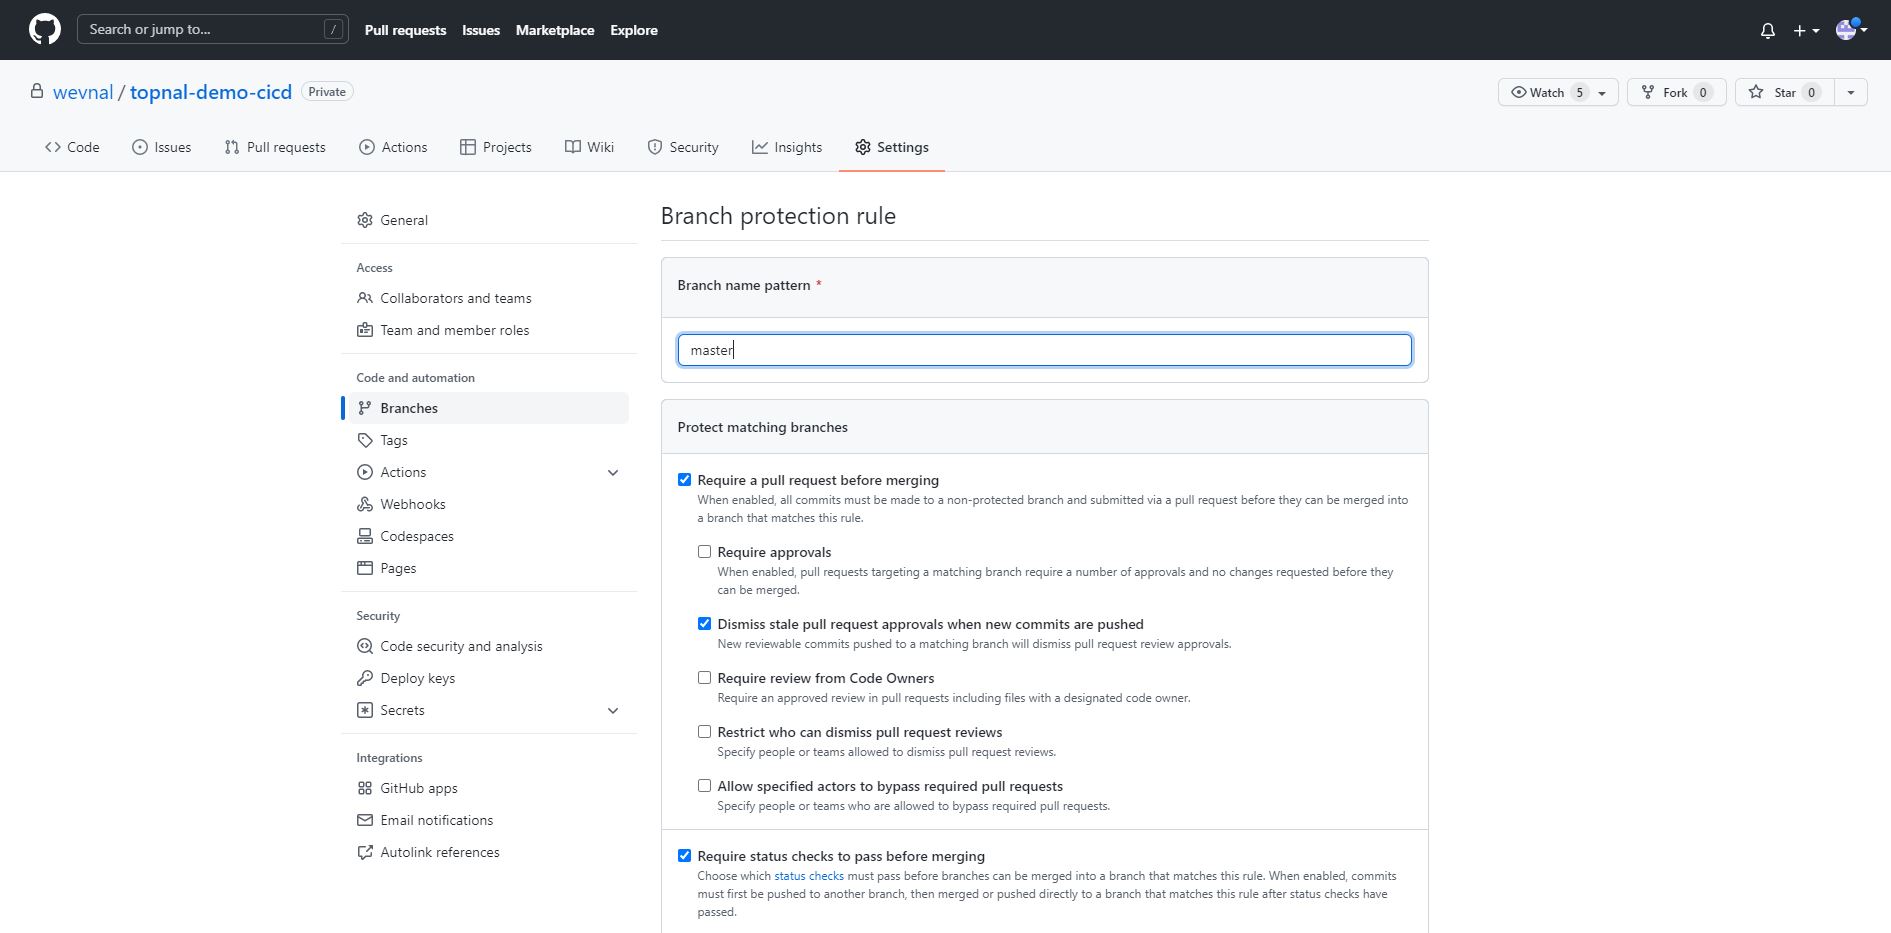 Search or jump to...
/
Pull requests
Issues
Marketplace
Explore
wevnal / topnal-demo-cicd
Private
Watch 5
Fork 0
Star 0
Code
Issues
Pull requests
Actions
Projects
Wiki
Security
Insights
Settings
General
Access
Collaborators and teams
Team and member roles
Code and automation
Branches
Tags
Actions
Webhooks
Codespaces
Pages
Security
Code security and analysis
Deploy keys
Secrets
Integrations
GitHub apps
Email notifications
Autolink references
Branch protection rule
Branch name pattern *
master
Protect matching branches
Require a pull request before merging
When enabled, all commits must be made to a non-protected branch and submitted via a pull request before they can be merged into
a branch that matches this rule.
Require approvals
When enabled, pull requests targeting a matching branch require a number of approvals and no changes requested before they
can be merged.
Dismiss stale pull request approvals when new commits are pushed
New reviewable commits pushed to a matching branch will dismiss pull request review approvals.
Require review from Code Owners
Require an approved review in pull requests including files with a designated code owner.
Restrict who can dismiss pull request reviews
Specify people or teams allowed to dismiss pull request reviews.
Allow specified actors to bypass required pull requests
Specify people or teams who are allowed to bypass required pull requests.
Require status checks to pass before merging
Choose which status checks must pass before branches can be merged into a branch that matches this rule. When enabled, commits
must first be pushed to another branch, then merged or pushed directly to a branch that matches this rule after status checks have
passed.